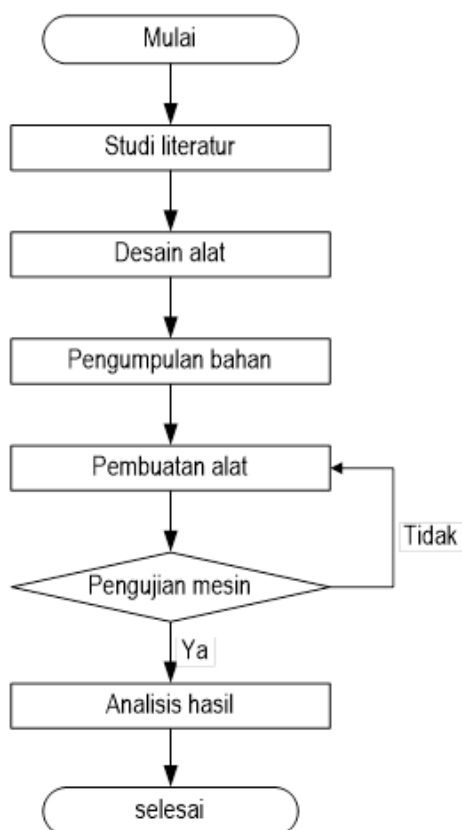 Mulai
Studi literatur
Desain alat
Pengumpulan bahan
Pembuatan alat
Tidak
Pengujian mesin
Ya
Analisis hasil
selesai